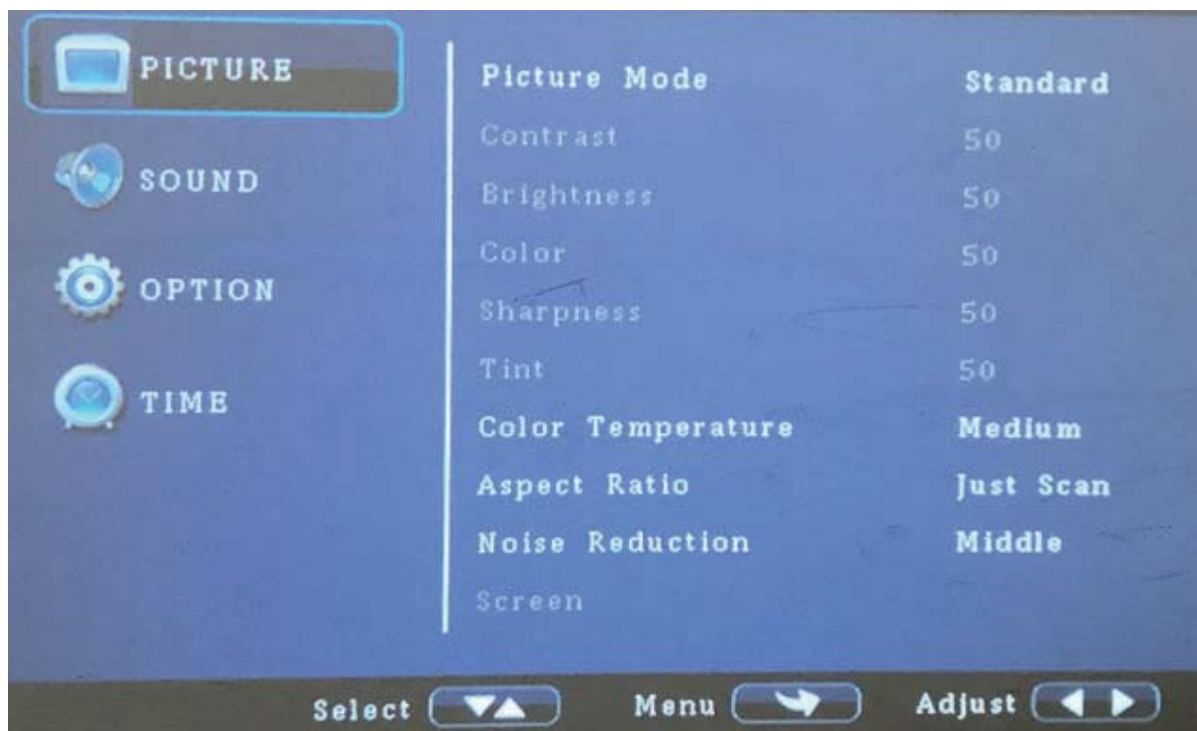 PICTURE
SOUND
OPTION
TIME
Picture Mode Standard
Contrast 50
Brightness 50
Color 50
Sharpness 50
Tint 50
Color Temperature Medium
Aspect Ratio Just Scan
Noise Reduction Middle
Screen
Select Menu Adjust